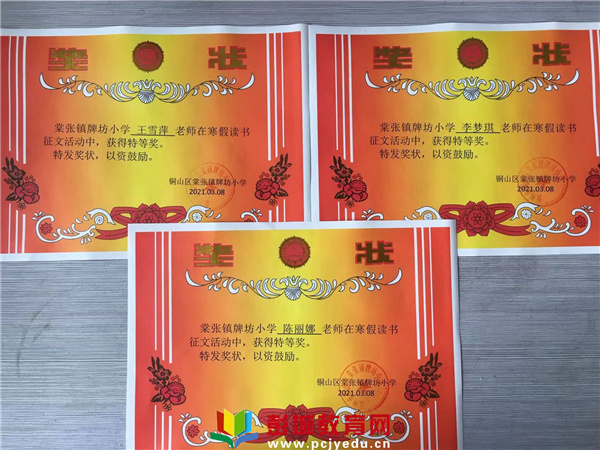 奖 状
棠张镇牌坊小学 王雪萍 老师在寒假读书
征文活动中，获得特等奖。
特发奖状，以资鼓励。
铜山区棠张镇牌坊小学
2021.03.08
奖 状
棠张镇牌坊小学 李梦琪 老师在寒假读书
征文活动中，获得特等奖。
特发奖状，以资鼓励。
铜山区棠张镇牌坊小学
2021.03.08
奖 状
棠张镇牌坊小学 陈丽娜 老师在寒假读书
征文活动中，获得特等奖。
特发奖状，以资鼓励。
铜山区棠张镇牌坊小学
2021.03.08
彭城教育网
www.pcjyedu.cn